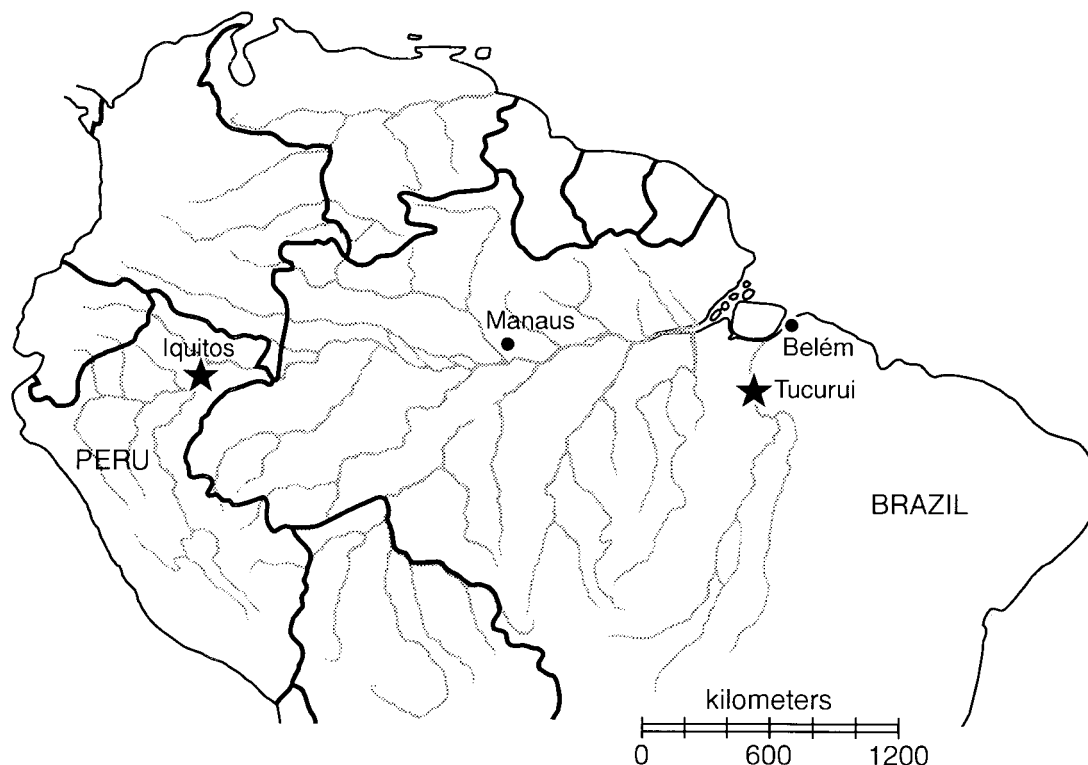 Manaus
Iquitos
Belém
Tucurui
PERU
BRAZIL
kilometers
0 600 1200